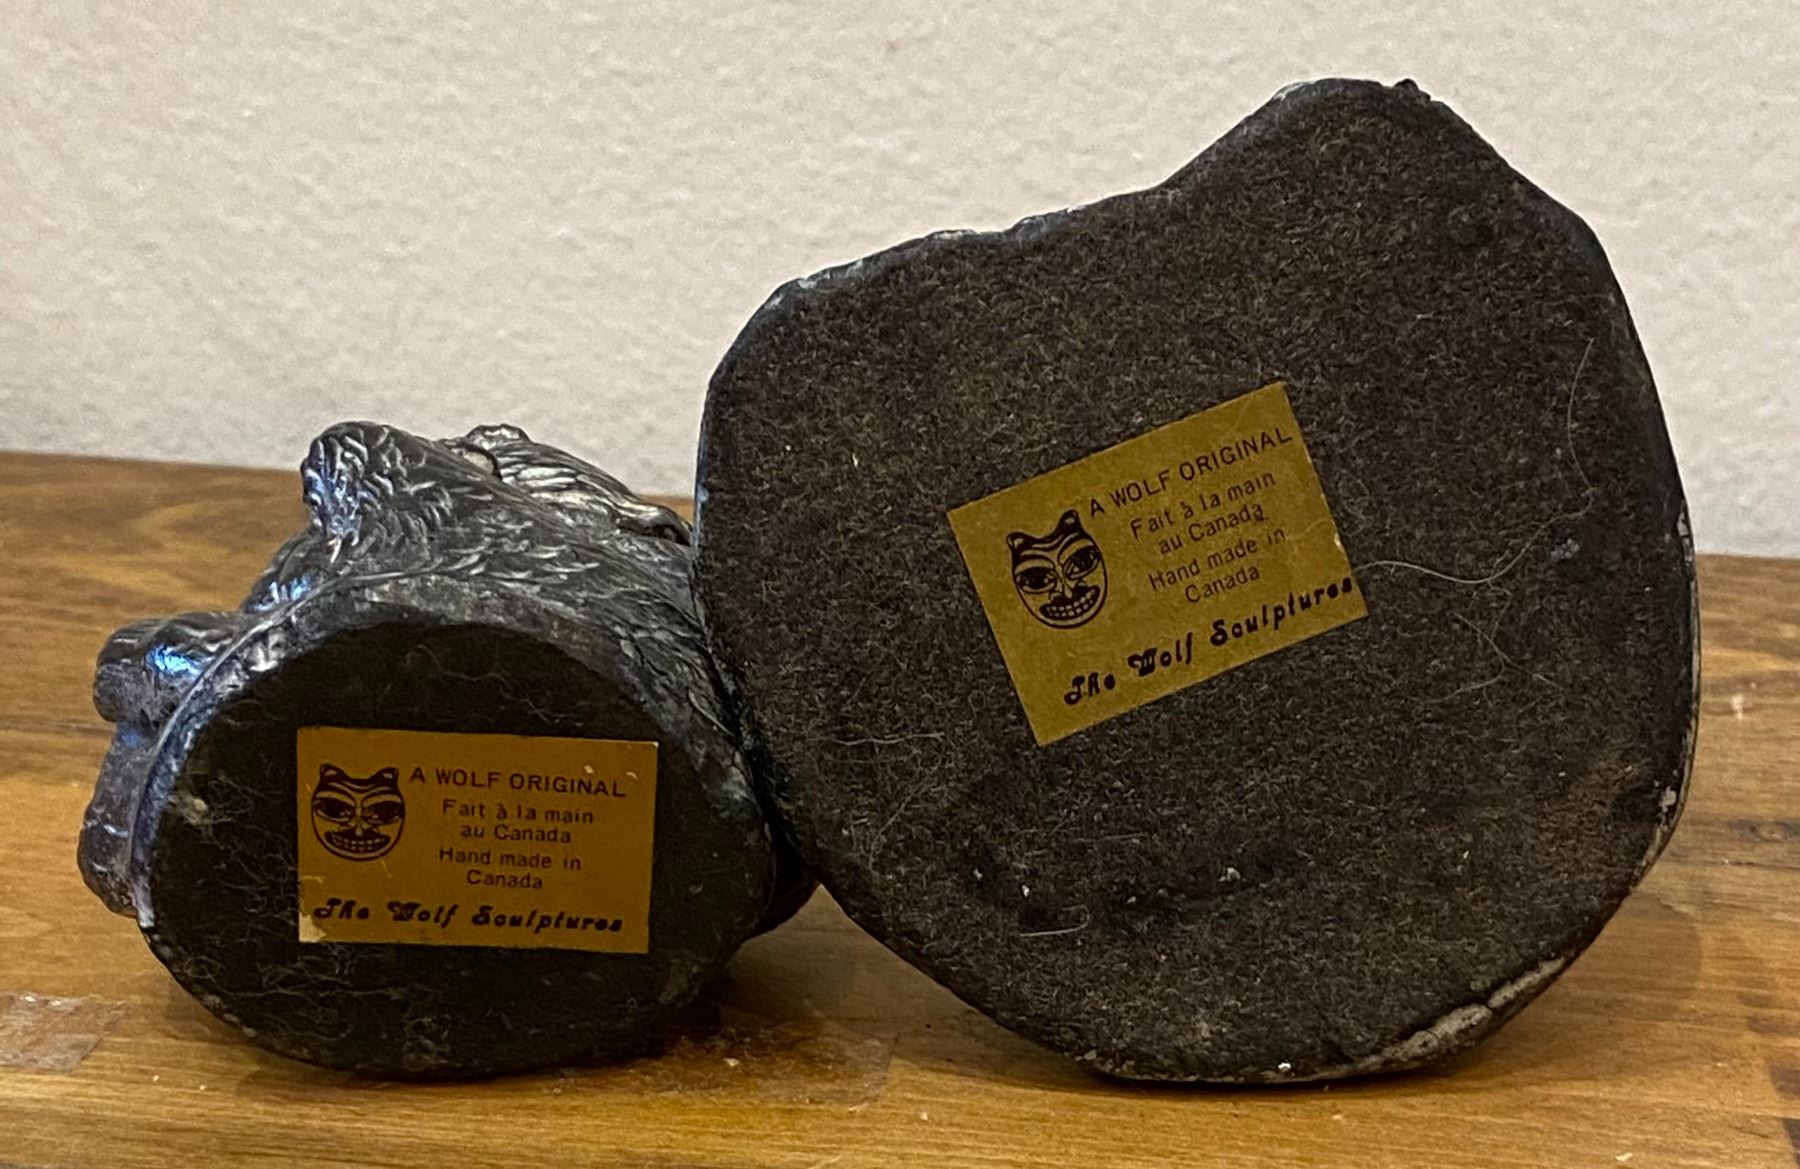 A WOLF ORIGINAL
Fait à la main
au Canada
Hand made in
Canada
The Wolf Sculptures
A WOLF ORIGINAL
Fait à la main
au Canada
Hand made in
Canada
The Wolf Sculptures